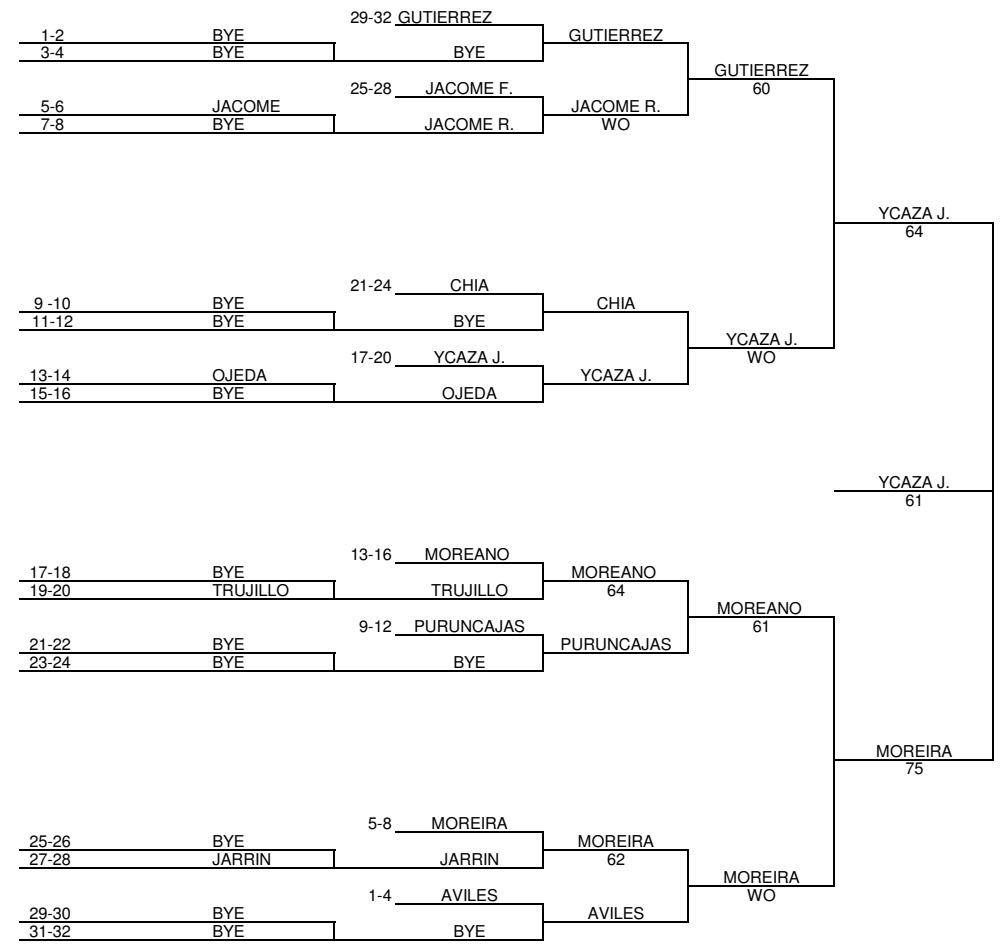 29-32 GUTIERREZ
1-2 BYE GUTIERREZ
3-4 BYE BYE
GUTIERREZ
25-28 JACOME F. 60
5-6 JACOME JACOME R.
7-8 BYE JACOME R. WO
YCAZA J.
64
21-24 CHIA
9 -10 BYE CHIA
11-12 BYE BYE
YCAZA J.
17-20 YCAZA J. WO
13-14 OJEDA YCAZA J.
15-16 BYE OJEDA
YCAZA J.
61
13-16 MOREANO
17-18 BYE MOREANO
19-20 TRUJILLO TRUJILLO 64
MOREANO
9-12 PURUNCAJAS 61
21-22 BYE PURUNCAJAS
23-24 BYE BYE
MOREIRA
75
5-8 MOREIRA
25-26 BYE MOREIRA
27-28 JARRIN JARRIN 62
MOREIRA
1-4 AVILES WO
29-30 BYE AVILES
31-32 BYE BYE